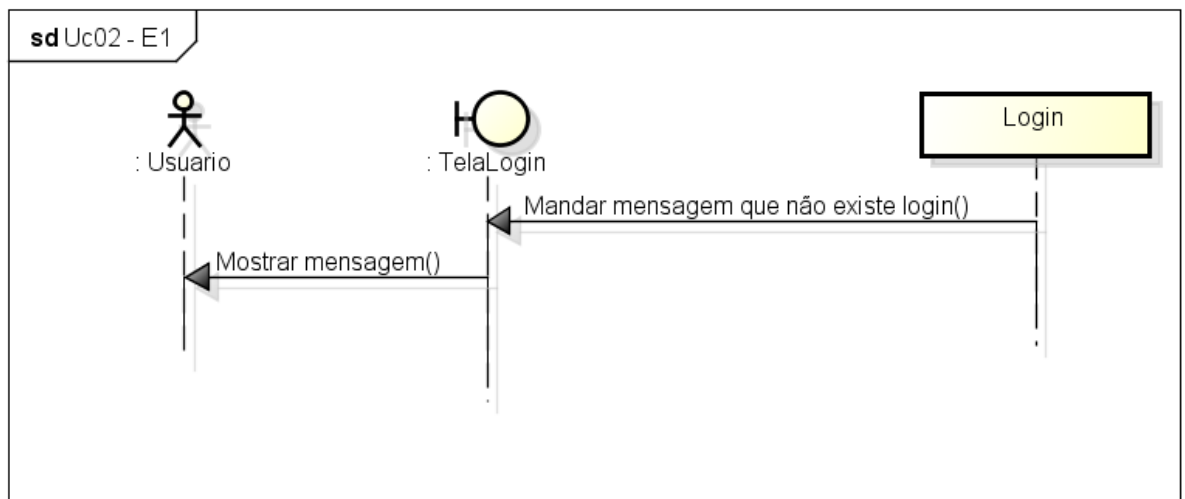 sd Uc02 - E1
: Usuario
: TelaLogin
Login
Mandar mensagem que não existe login()
Mostrar mensagem()